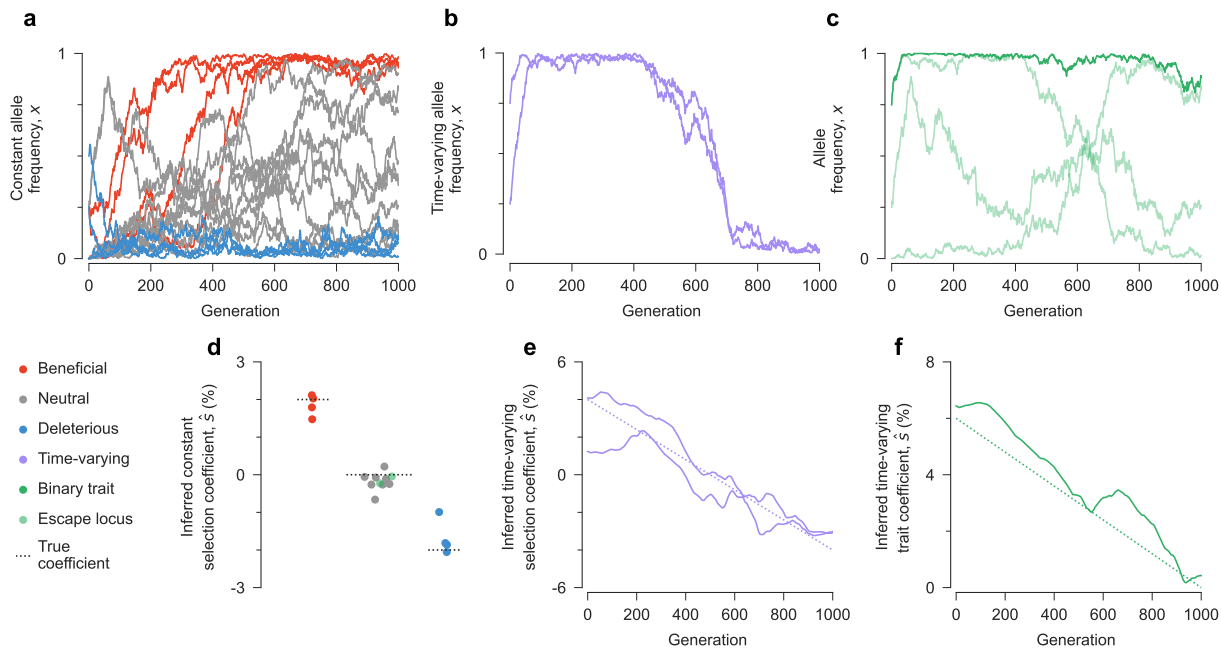 a
1
0
Constant allele
frequency, x
0
200
400
600
800
1000
Generation
b
1
0
Time-varying allele
frequency, x
0
200
400
600
800
1000
Generation
c
1
0
Allele
frequency, x
0
200
400
600
800
1000
Generation
Beneficial
Neutral
Deleterious
Time-varying
Binary trait
Escape locus
True
coefficient
d
3
0
-3
Inferred constant
selection coefficient, ŝ (%)
e
6
0
-6
Inferred time-varying
selection coefficient, ŝ (%)
0
200
400
600
800
1000
Generation
f
8
4
0
Inferred time-varying
trait coefficient, ŝ (%)
0
200
400
600
800
1000
Generation